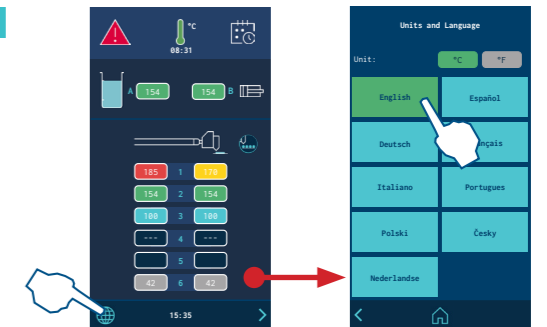 °C
08:31
A 154 154 B
185 1 170
154 2 154
100 3 100
--- 4 ---
5
42 6 42
15:35
Units and Language
Unit: °C °F
English Español
Deutsch
Italiano Portugues
Polski Česky
Nederlandse